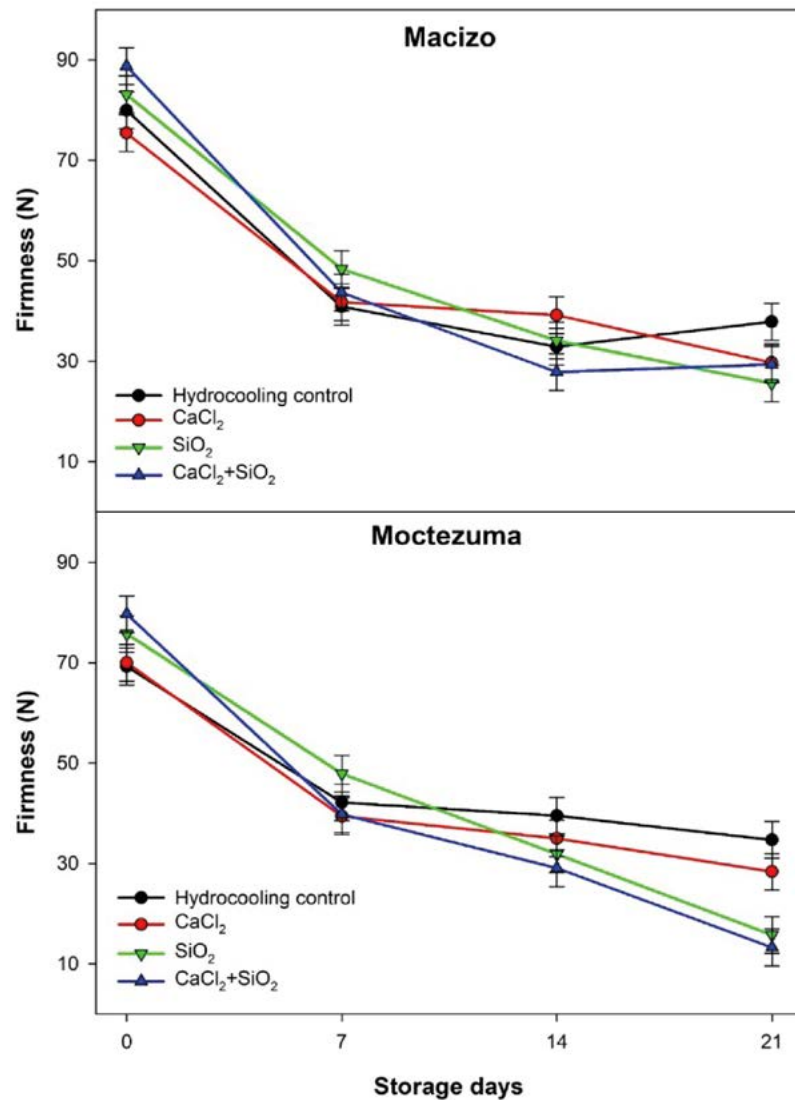 Macizo
90
70
50
30
10
Firmness (N)
Hydrocooling control
CaCl₂
SiO₂
CaCl₂+SiO₂
Moctezuma
90
70
50
30
10
Firmness (N)
Hydrocooling control
CaCl₂
SiO₂
CaCl₂+SiO₂
0 7 14 21
Storage days